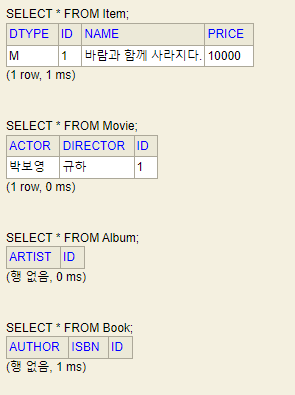 SELECT * FROM Item;
DTYPE ID NAME PRICE
M 1 바람과 함께 사라지다. 10000
(1 row, 1 ms)
SELECT * FROM Movie;
ACTOR DIRECTOR ID
박보영 규하 1
(1 row, 0 ms)
SELECT * FROM Album;
ARTIST ID
(행 없음, 0 ms)
SELECT * FROM Book;
AUTHOR ISBN ID
(행 없음, 1 ms)